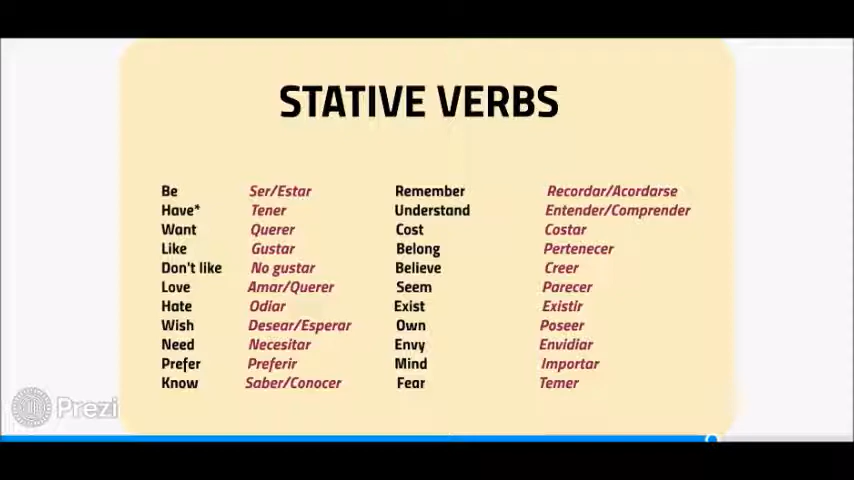 STATIVE VERBS
Be Ser/Estar Remember Recordar/Acordarse
Have* Tener Understand Entender/Comprender
Want Querer Cost Costar
Like Gustar Belong Pertenecer
Don't like No gustar Believe Creer
Love Amar/Querer Seem Parecer
Hate Odiar Exist Existir
Wish Desear/Esperar Own Poseer
Need Necesitar Envy Envidiar
Prefer Preferir Mind Importar
Know Saber/Conocer Fear Temer
Prezi